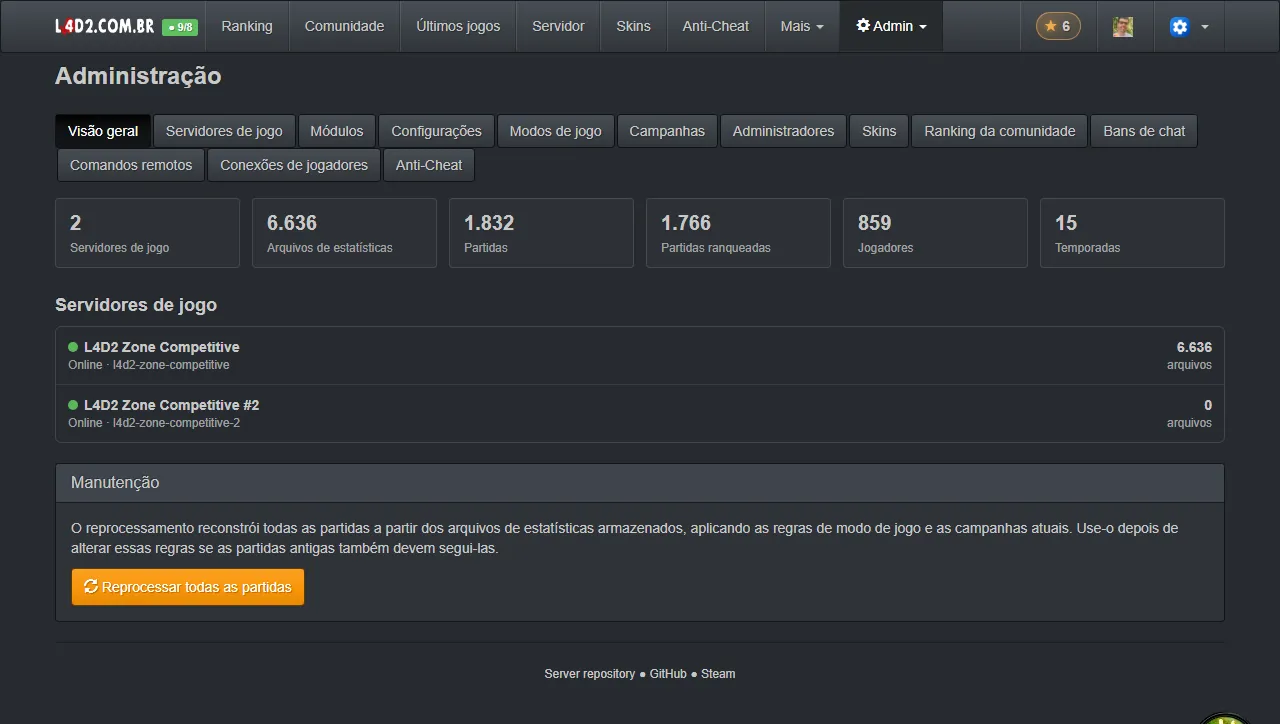 L4D2.COM.BR 9/8 Ranking Comunidade Últimos jogos Servidor Skins Anti-Cheat Mais Admin 6
Administração
Visão geral Servidores de jogo Módulos Configurações Modos de jogo Campanhas Administradores Skins Ranking da comunidade Bans de chat
Comandos remotos Conexões de jogadores Anti-Cheat
2 6.636 1.832 1.766 859 15
Servidores de jogo Arquivos de estatísticas Partidas Partidas ranqueadas Jogadores Temporadas
Servidores de jogo
L4D2 Zone Competitive 6.636
Online · l4d2-zone-competitive arquivos
L4D2 Zone Competitive #2 0
Online · l4d2-zone-competitive-2 arquivos
Manutenção
O reprocessamento reconstrói todas as partidas a partir dos arquivos de estatísticas armazenados, aplicando as regras de modo de jogo e as campanhas atuais. Use-o depois de
alterar essas regras se as partidas antigas também devem segui-las.
Reprocessar todas as partidas
Server repository ● GitHub ● Steam